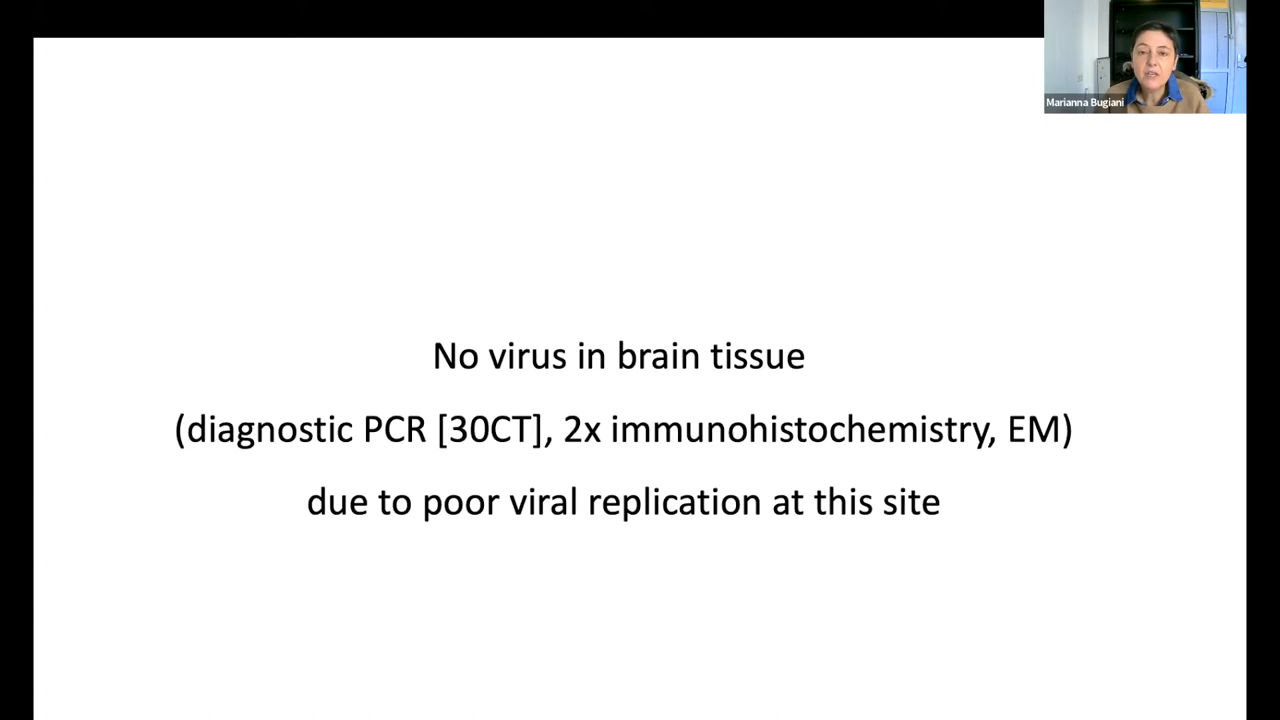 Marianna Bugiani
No virus in brain tissue
(diagnostic PCR [30CT], 2x immunohistochemistry, EM)
due to poor viral replication at this site